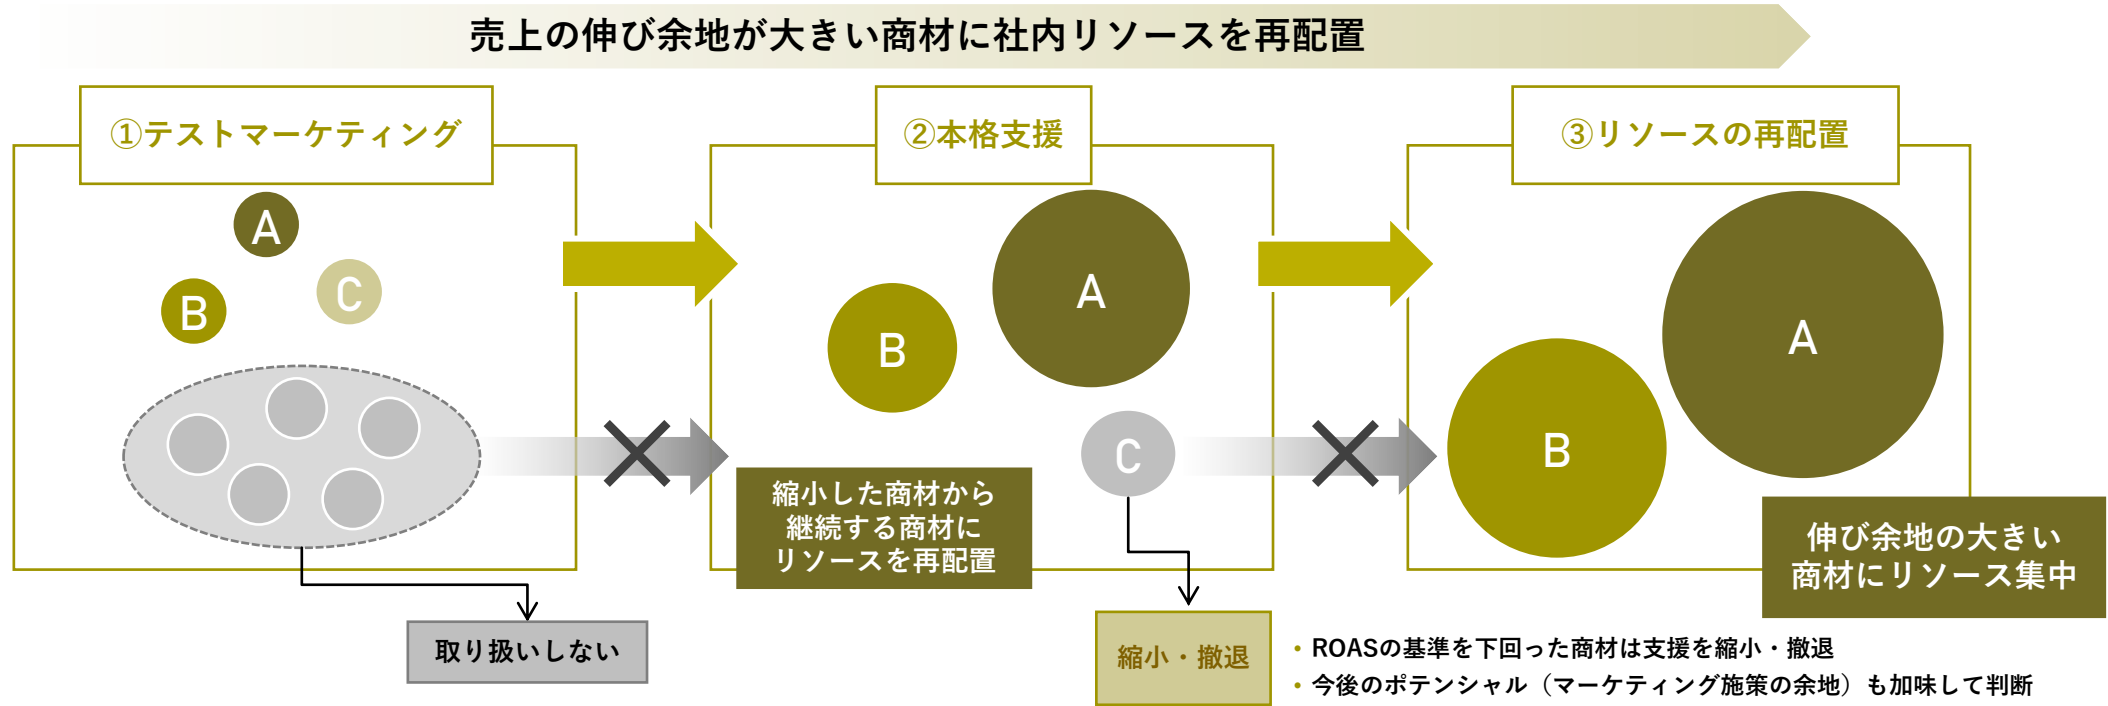 売上の伸び余地が大きい商材に社内リソースを再配置
①テストマーケティング
A
B
C
取り扱いしない
②本格支援
A
B
C
縮小した商材から
継続する商材に
リソースを再配置
縮小・撤退
③リソースの再配置
A
B
伸び余地の大きい
商材にリソース集中
・ROASの基準を下回った商材は支援を縮小・撤退
・今後のポテンシャル（マーケティング施策の余地）も加味して判断